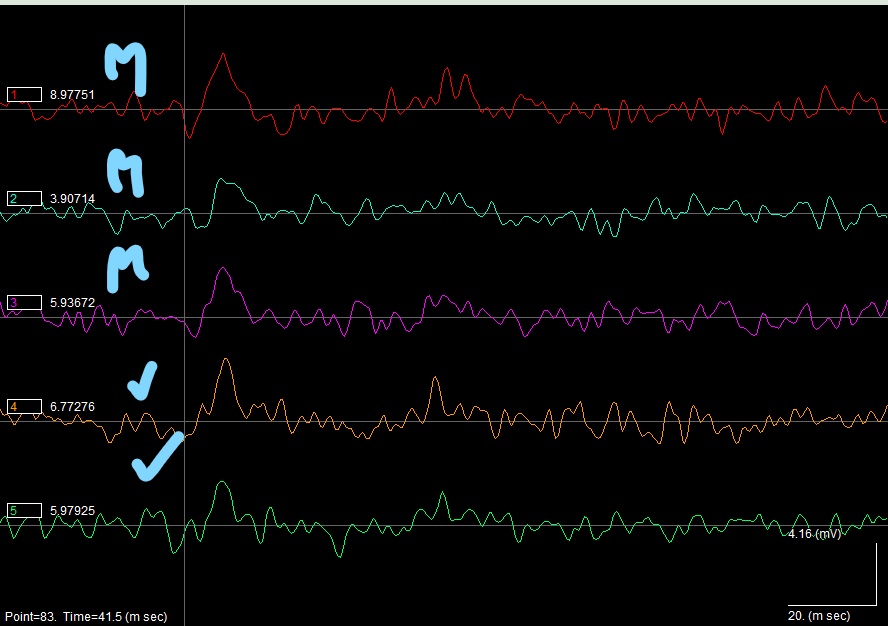 M
1 8.97751
M
2 3.90714
M
3 5.93672
4 6.77276
5 5.97925
4.16 (mV)
20. (m sec)
Point=83. Time=41.5 (m sec)